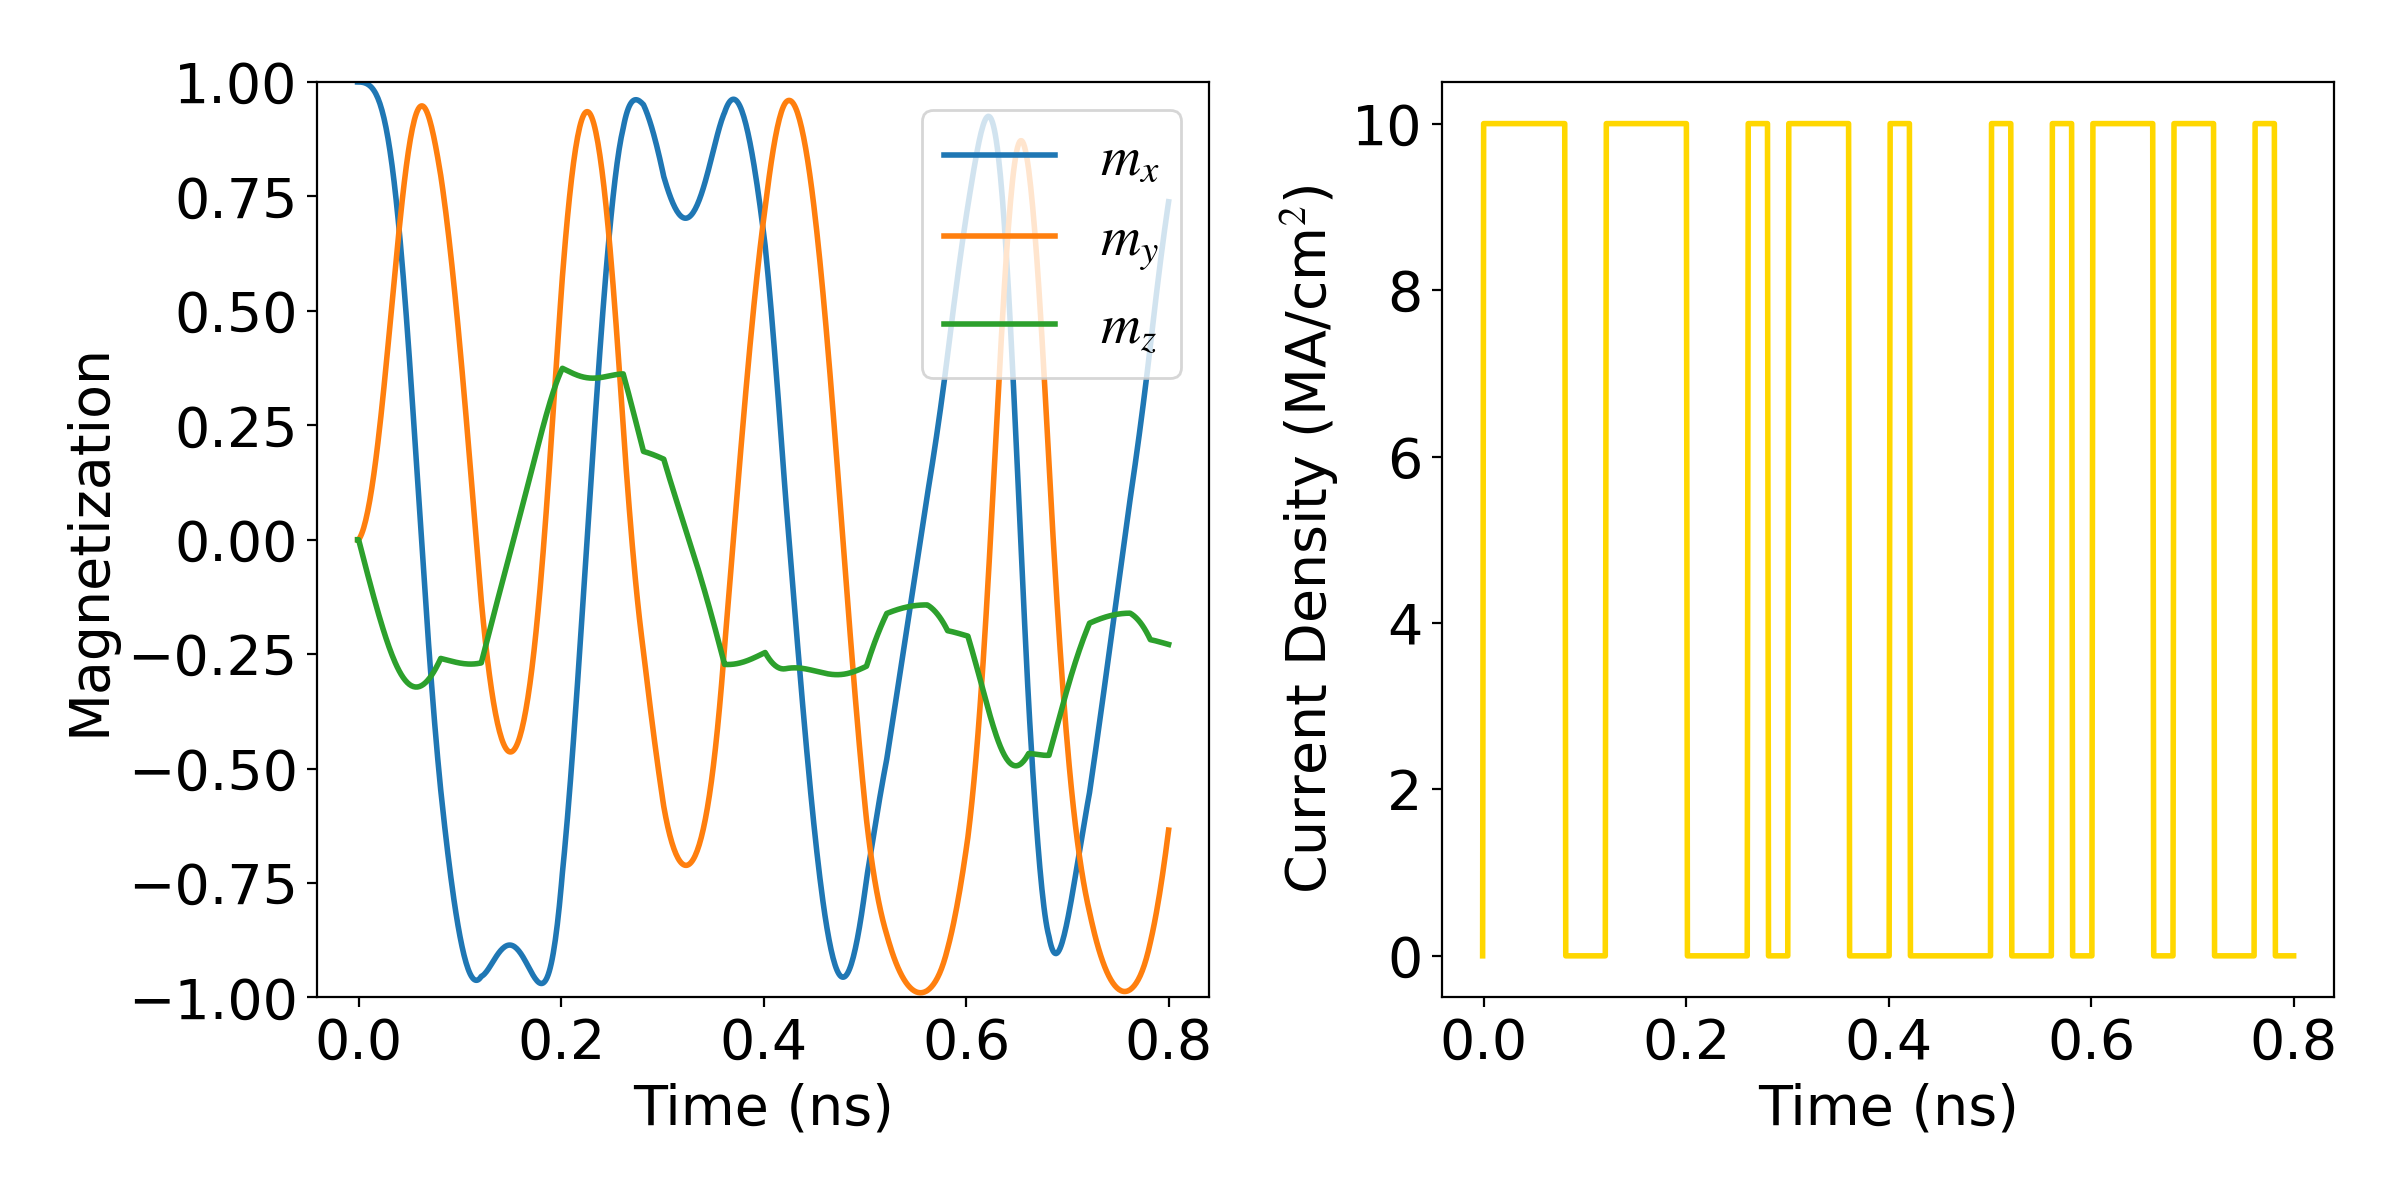 Magnetization
1.00
0.75
0.50
0.25
0.00
−0.25
−0.50
−0.75
−1.00
0.0 0.2 0.4 0.6 0.8
Time (ns)
m_x
m_y
m_z
Current Density (MA/cm²)
10
8
6
4
2
0
0.0 0.2 0.4 0.6 0.8
Time (ns)